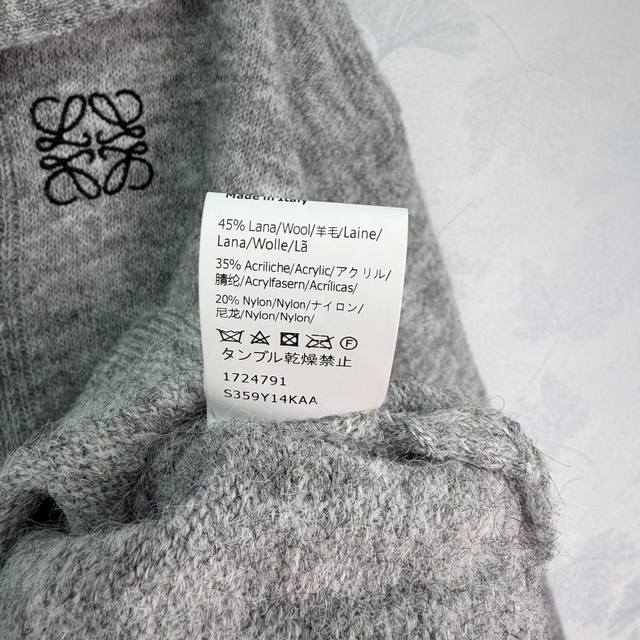 Made in Italy
45% Lana/Wool/羊毛/Laine/
Lana/Wolle/Lã
35% Acriliche/Acrylic/アクリル/
腈纶/Acrylfasern/Acrílicas/
20% Nylon/Nylon/ナイロン/
尼龙/Nylon/Nylon/
F
タンブル乾燥禁止
1724791
S359Y14KAA